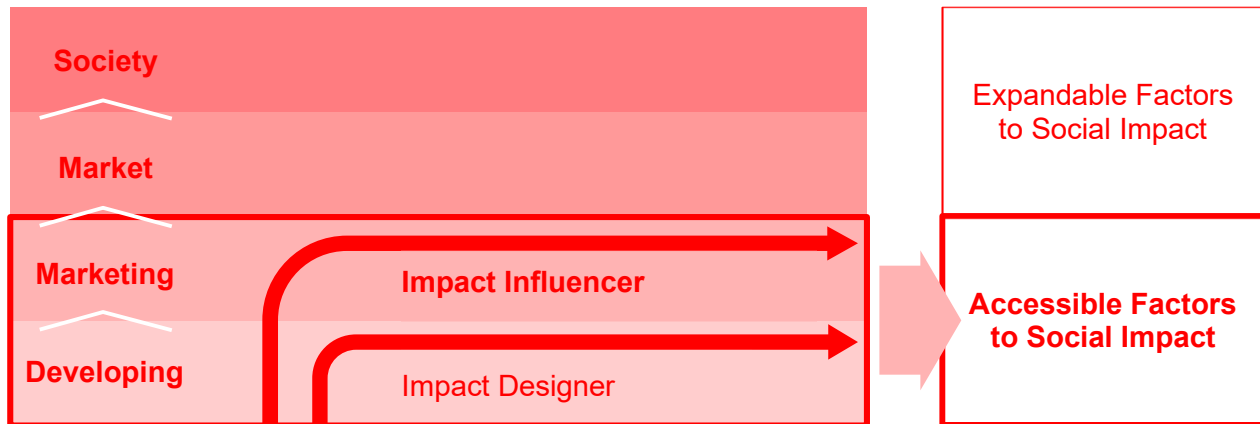 Society
Market
Marketing
Developing
Impact Influencer
Impact Designer
Expandable Factors
to Social Impact
Accessible Factors
to Social Impact